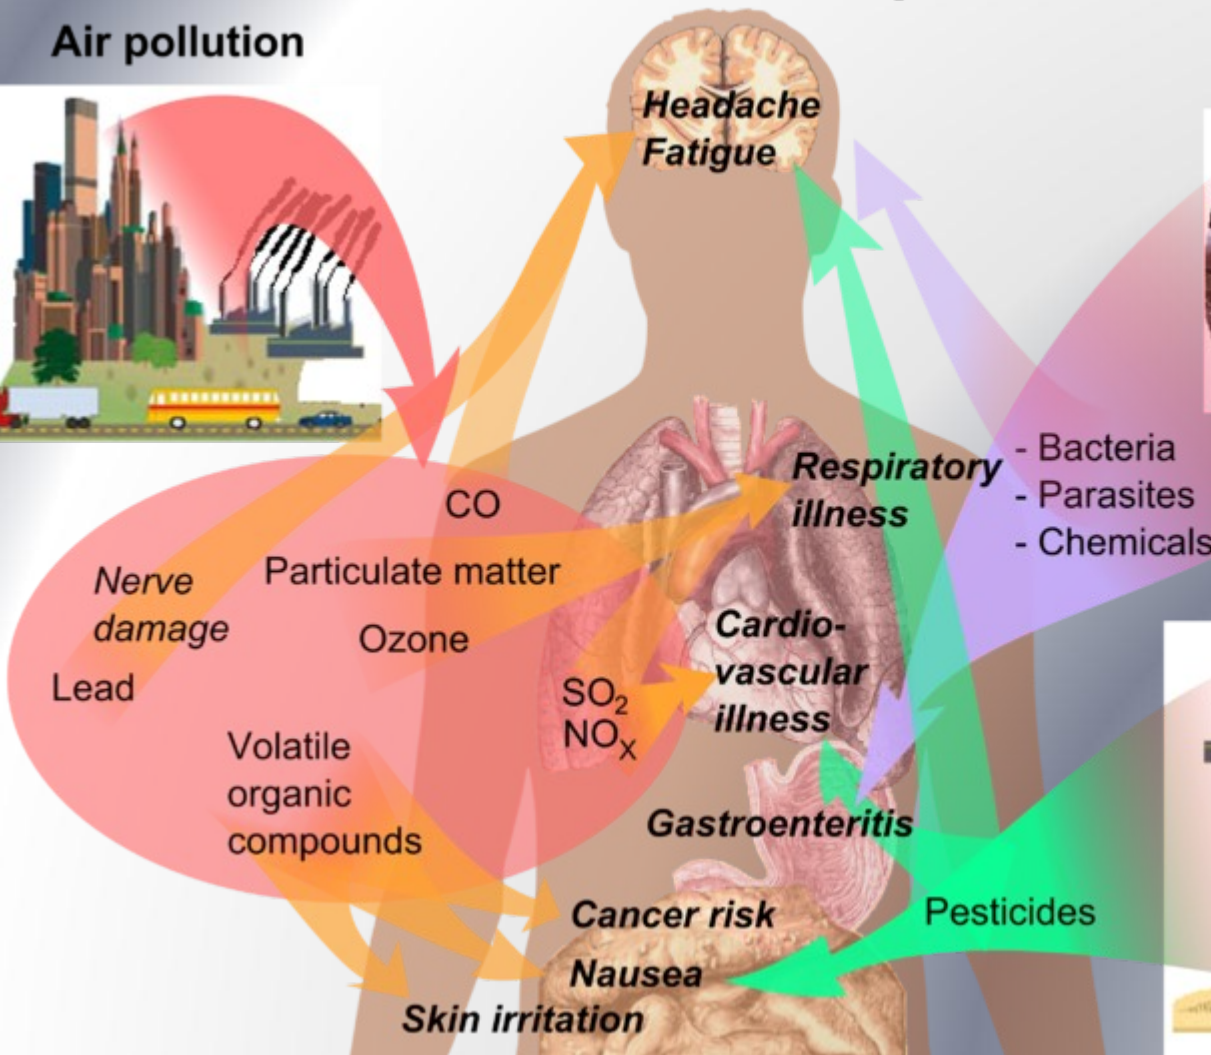 Air pollution
Headache
Fatigue
Respiratory
illness
- Bacteria
- Parasites
- Chemicals
CO
Particulate matter
Ozone
Nerve
damage
Lead
SO₂
NOₓ
Cardio-
vascular
illness
Volatile
organic
compounds
Gastroenteritis
Pesticides
Cancer risk
Nausea
Skin irritation